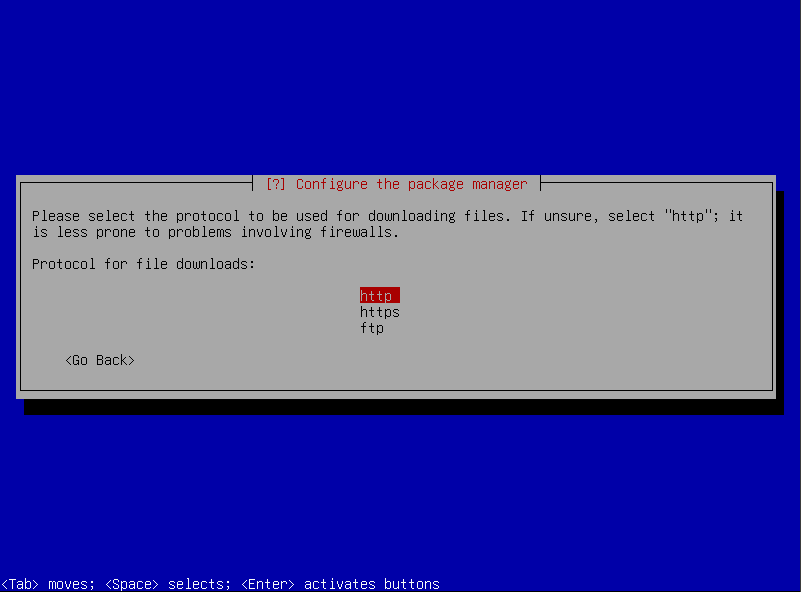 [?] Configure the package manager
Please select the protocol to be used for downloading files. If unsure, select "http"; it
is less prone to problems involving firewalls.
Protocol for file downloads:
http
https
ftp
<Go Back>
<Tab> moves; <Space> selects; <Enter> activates buttons